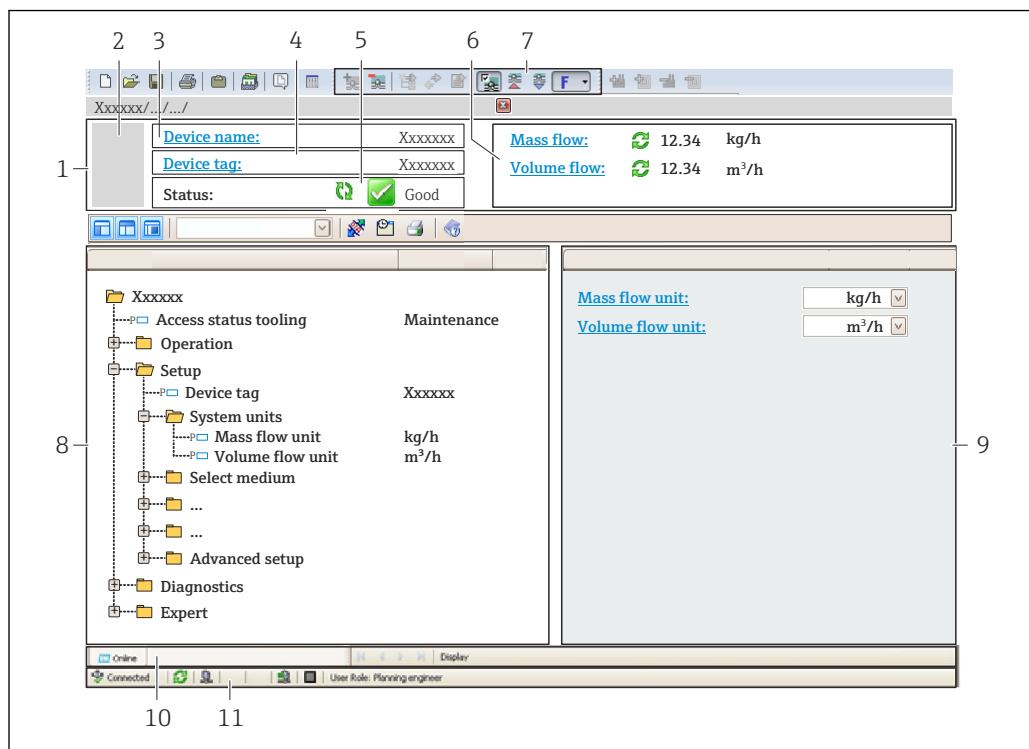 2 3 4 5 6 7
F
Xxxxxx/.../.../
1
Device name: Xxxxxxx
Device tag: Xxxxxxx
Status: Good
Mass flow: 12.34 kg/h
Volume flow: 12.34 m³/h
Xxxxxx
P Access status tooling Maintenance
Operation
Setup
P Device tag Xxxxxx
System units
P Mass flow unit kg/h
P Volume flow unit m³/h
Select medium
...
...
Advanced setup
Diagnostics
Expert
8
Mass flow unit: kg/h
Volume flow unit: m³/h
9
Online Display
Connected User Role: Planning engineer
10 11